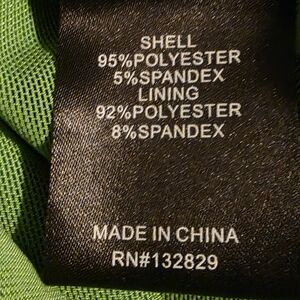 SHELL
95%POLYESTER
5%SPANDEX
LINING
92%POLYESTER
8%SPANDEX
MADE IN CHINA
RN#132829